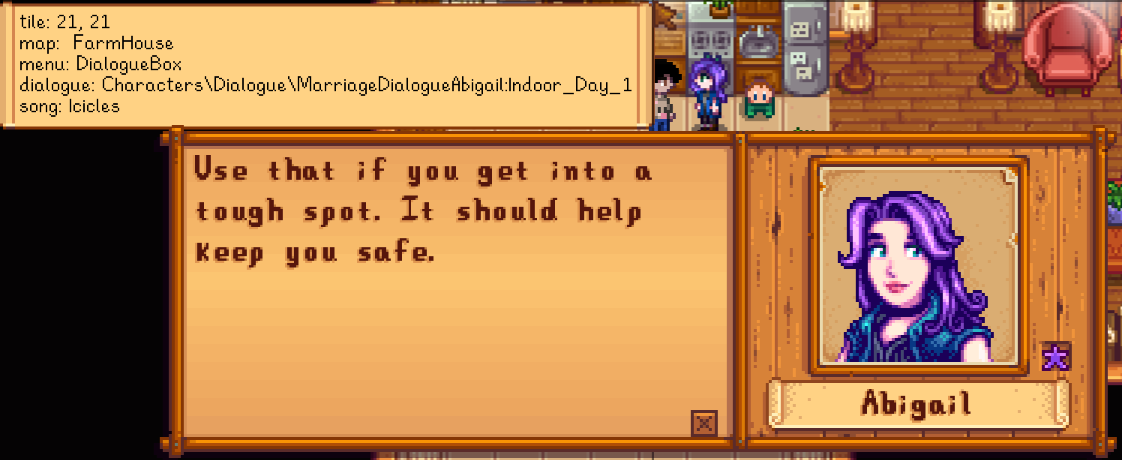 tile: 21, 21
map: FarmHouse
menu: DialogueBox
dialogue: Characters\Dialogue\MarriageDialogueAbigail:Indoor_Day_1
song: Icicles
Use that if you get into a
tough spot. It should help
keep you safe.
Abigail